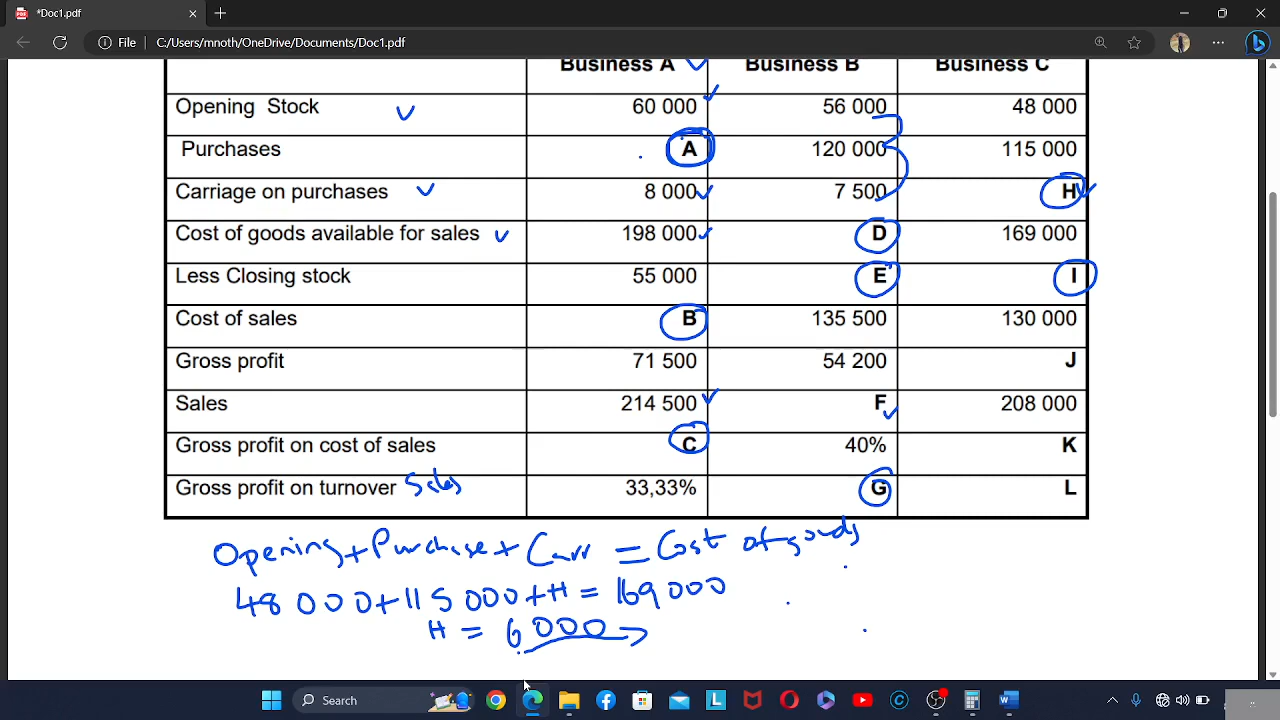 *Doc1.pdf
File C:/Users/mnoth/OneDrive/Documents/Doc1.pdf
Business A Business B Business C
Opening Stock 60 000 56 000 48 000
Purchases A 120 000 115 000
Carriage on purchases 8 000 7 500 H
Cost of goods available for sales 198 000 D 169 000
Less Closing stock 55 000 E I
Cost of sales B 135 500 130 000
Gross profit 71 500 54 200 J
Sales 214 500 F 208 000
Gross profit on cost of sales C 40% K
Gross profit on turnover Sales 33,33% G L
Opening+Purchase+Carr = Cost of goods
48 000+115 000+H = 169000
H = 6000
Search